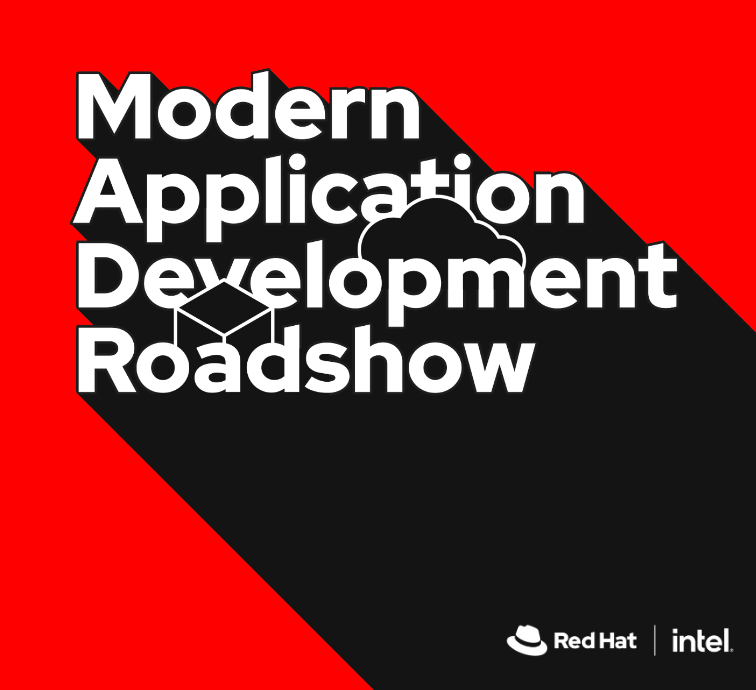 Modern
Application
Development
Roadshow
Red Hat | intel.